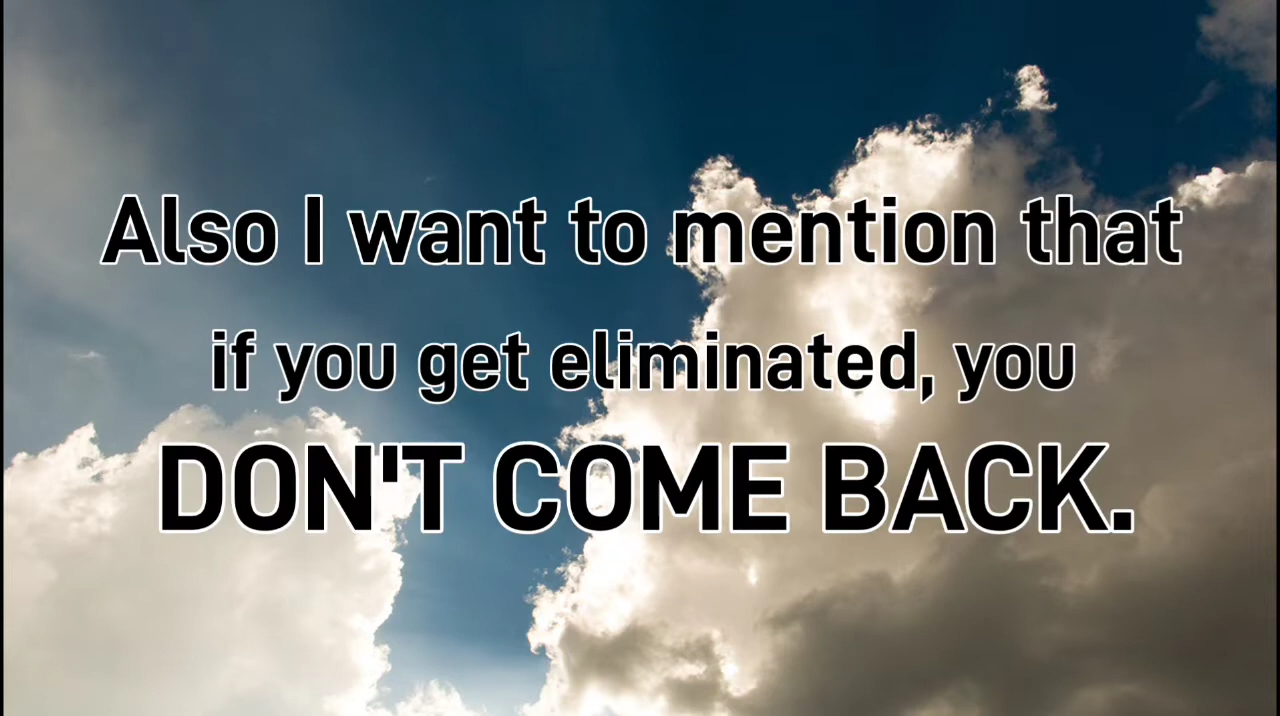 Also I want to mention that
if you get eliminated, you
DON'T COME BACK.